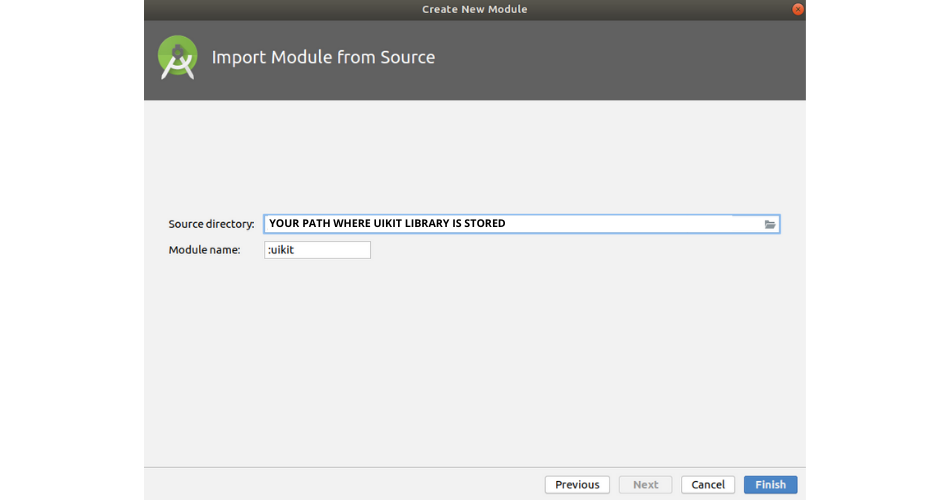 Create New Module
Import Module from Source
Source directory: YOUR PATH WHERE UIKIT LIBRARY IS STORED
Module name: :uikit
Previous Next Cancel Finish